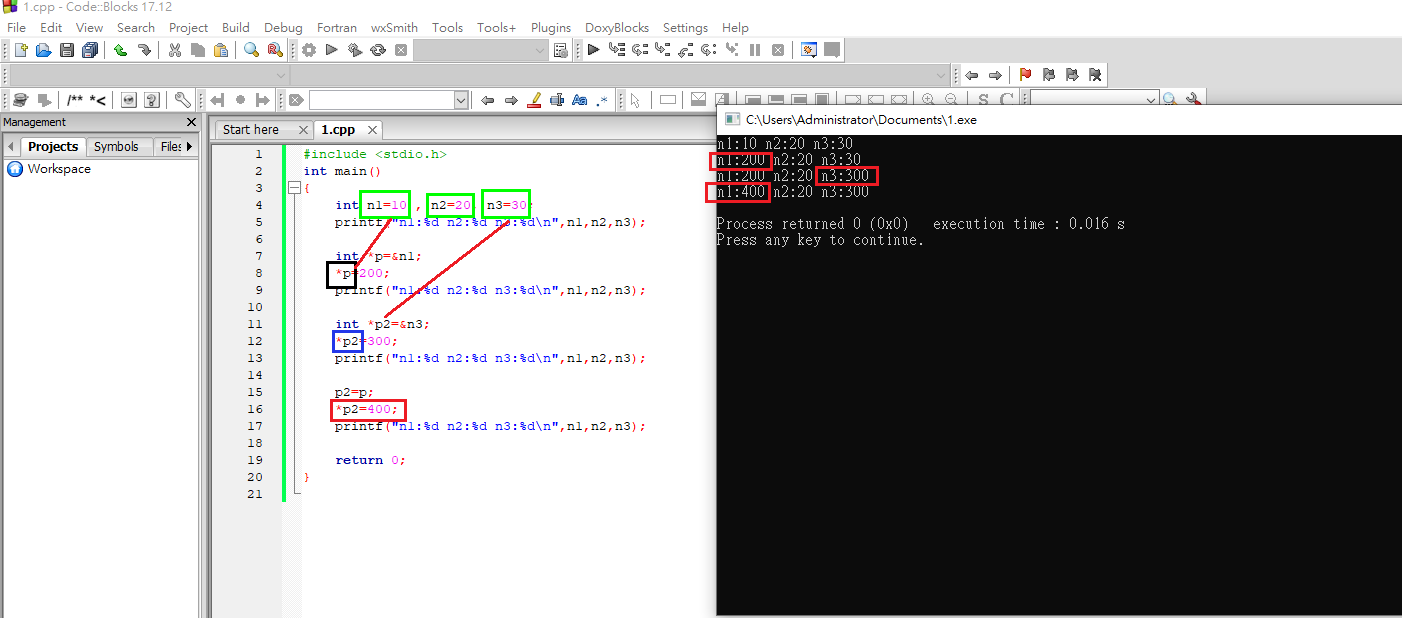 1.cpp - Code::Blocks 17.12
File Edit View Search Project Build Debug Fortran wxSmith Tools Tools+ Plugins DoxyBlocks Settings Help
/** *<
Aa .*
S C
Management
Projects Symbols Files
Workspace
Start here 1.cpp
1 #include <stdio.h>
2 int main()
3 {
4 int n1=10 , n2=20 n3=30;
5 printf("n1:%d n2:%d n3:%d\n",n1,n2,n3);
6
7 int *p=&n1;
8 *p=200;
9 printf("n1:%d n2:%d n3:%d\n",n1,n2,n3);
10
11 int *p2=&n3;
12 *p2=300;
13 printf("n1:%d n2:%d n3:%d\n",n1,n2,n3);
14
15 p2=p;
16 *p2=400;
17 printf("n1:%d n2:%d n3:%d\n",n1,n2,n3);
18
19 return 0;
20 }
21
C:\Users\Administrator\Documents\1.exe
n1:10 n2:20 n3:30
n1:200 n2:20 n3:30
n1:200 n2:20 n3:300
n1:400 n2:20 n3:300
Process returned 0 (0x0) execution time : 0.016 s
Press any key to continue.